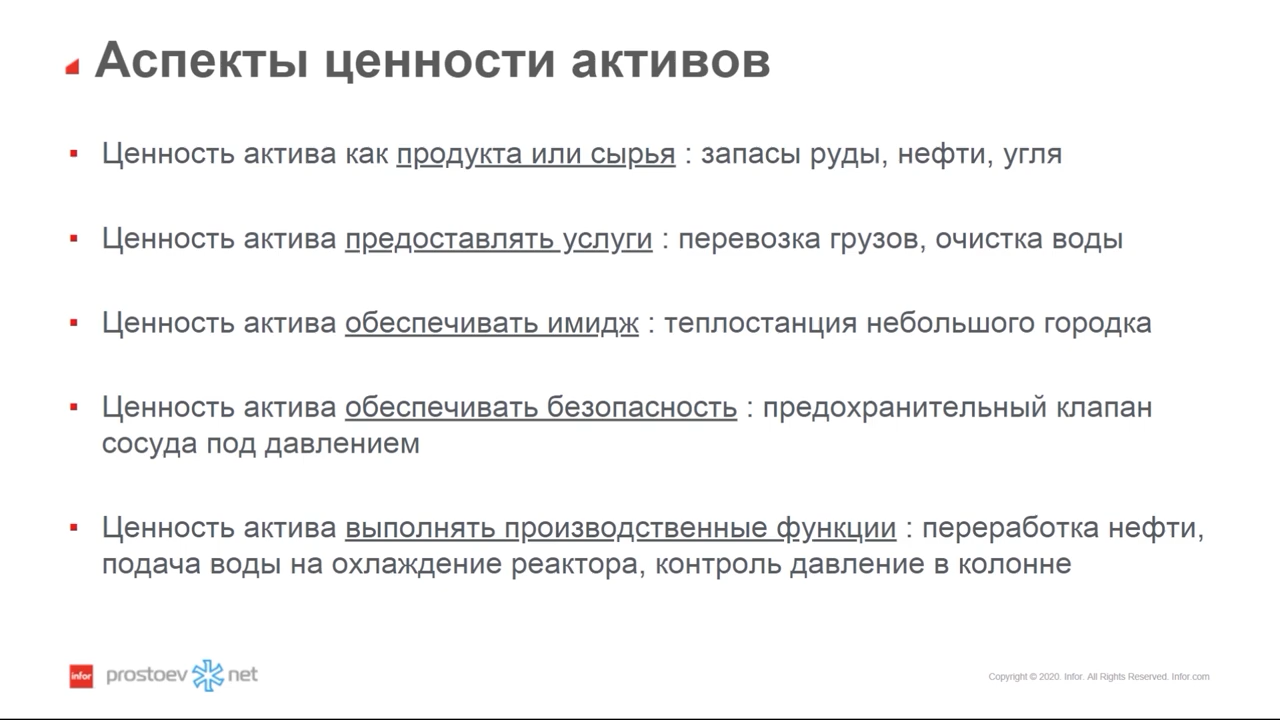 Аспекты ценности активов
Ценность актива как продукта или сырья : запасы руды, нефти, угля
Ценность актива предоставлять услуги : перевозка грузов, очистка воды
Ценность актива обеспечивать имидж : теплостанция небольшого городка
Ценность актива обеспечивать безопасность : предохранительный клапан
сосуда под давлением
Ценность актива выполнять производственные функции : переработка нефти,
подача воды на охлаждение реактора, контроль давление в колонне
infor prostoev net
Copyright © 2020. Infor. All Rights Reserved. Infor.com